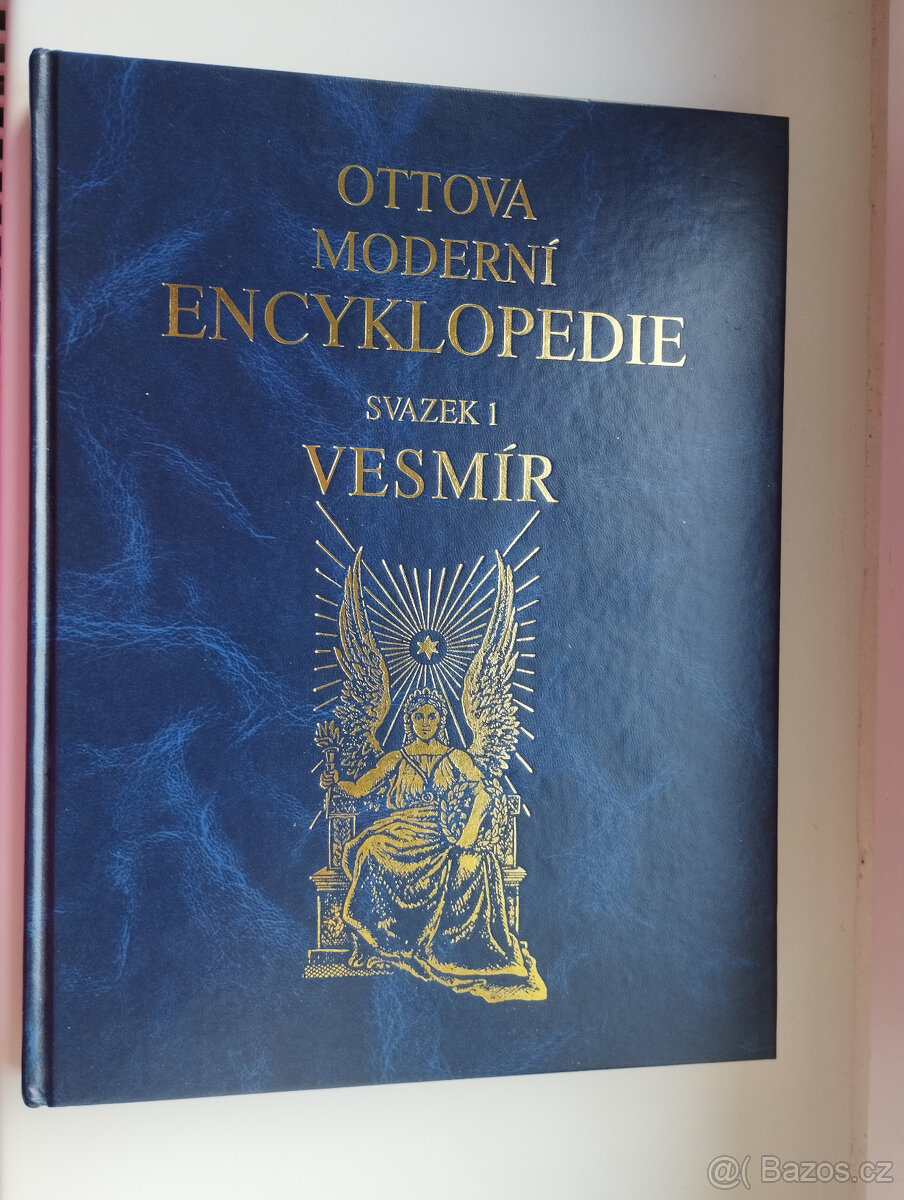 OTTOVA
MODERNÍ
ENCYKLOPEDIE
SVAZEK 1
VESMÍR
@( Bazos.cz